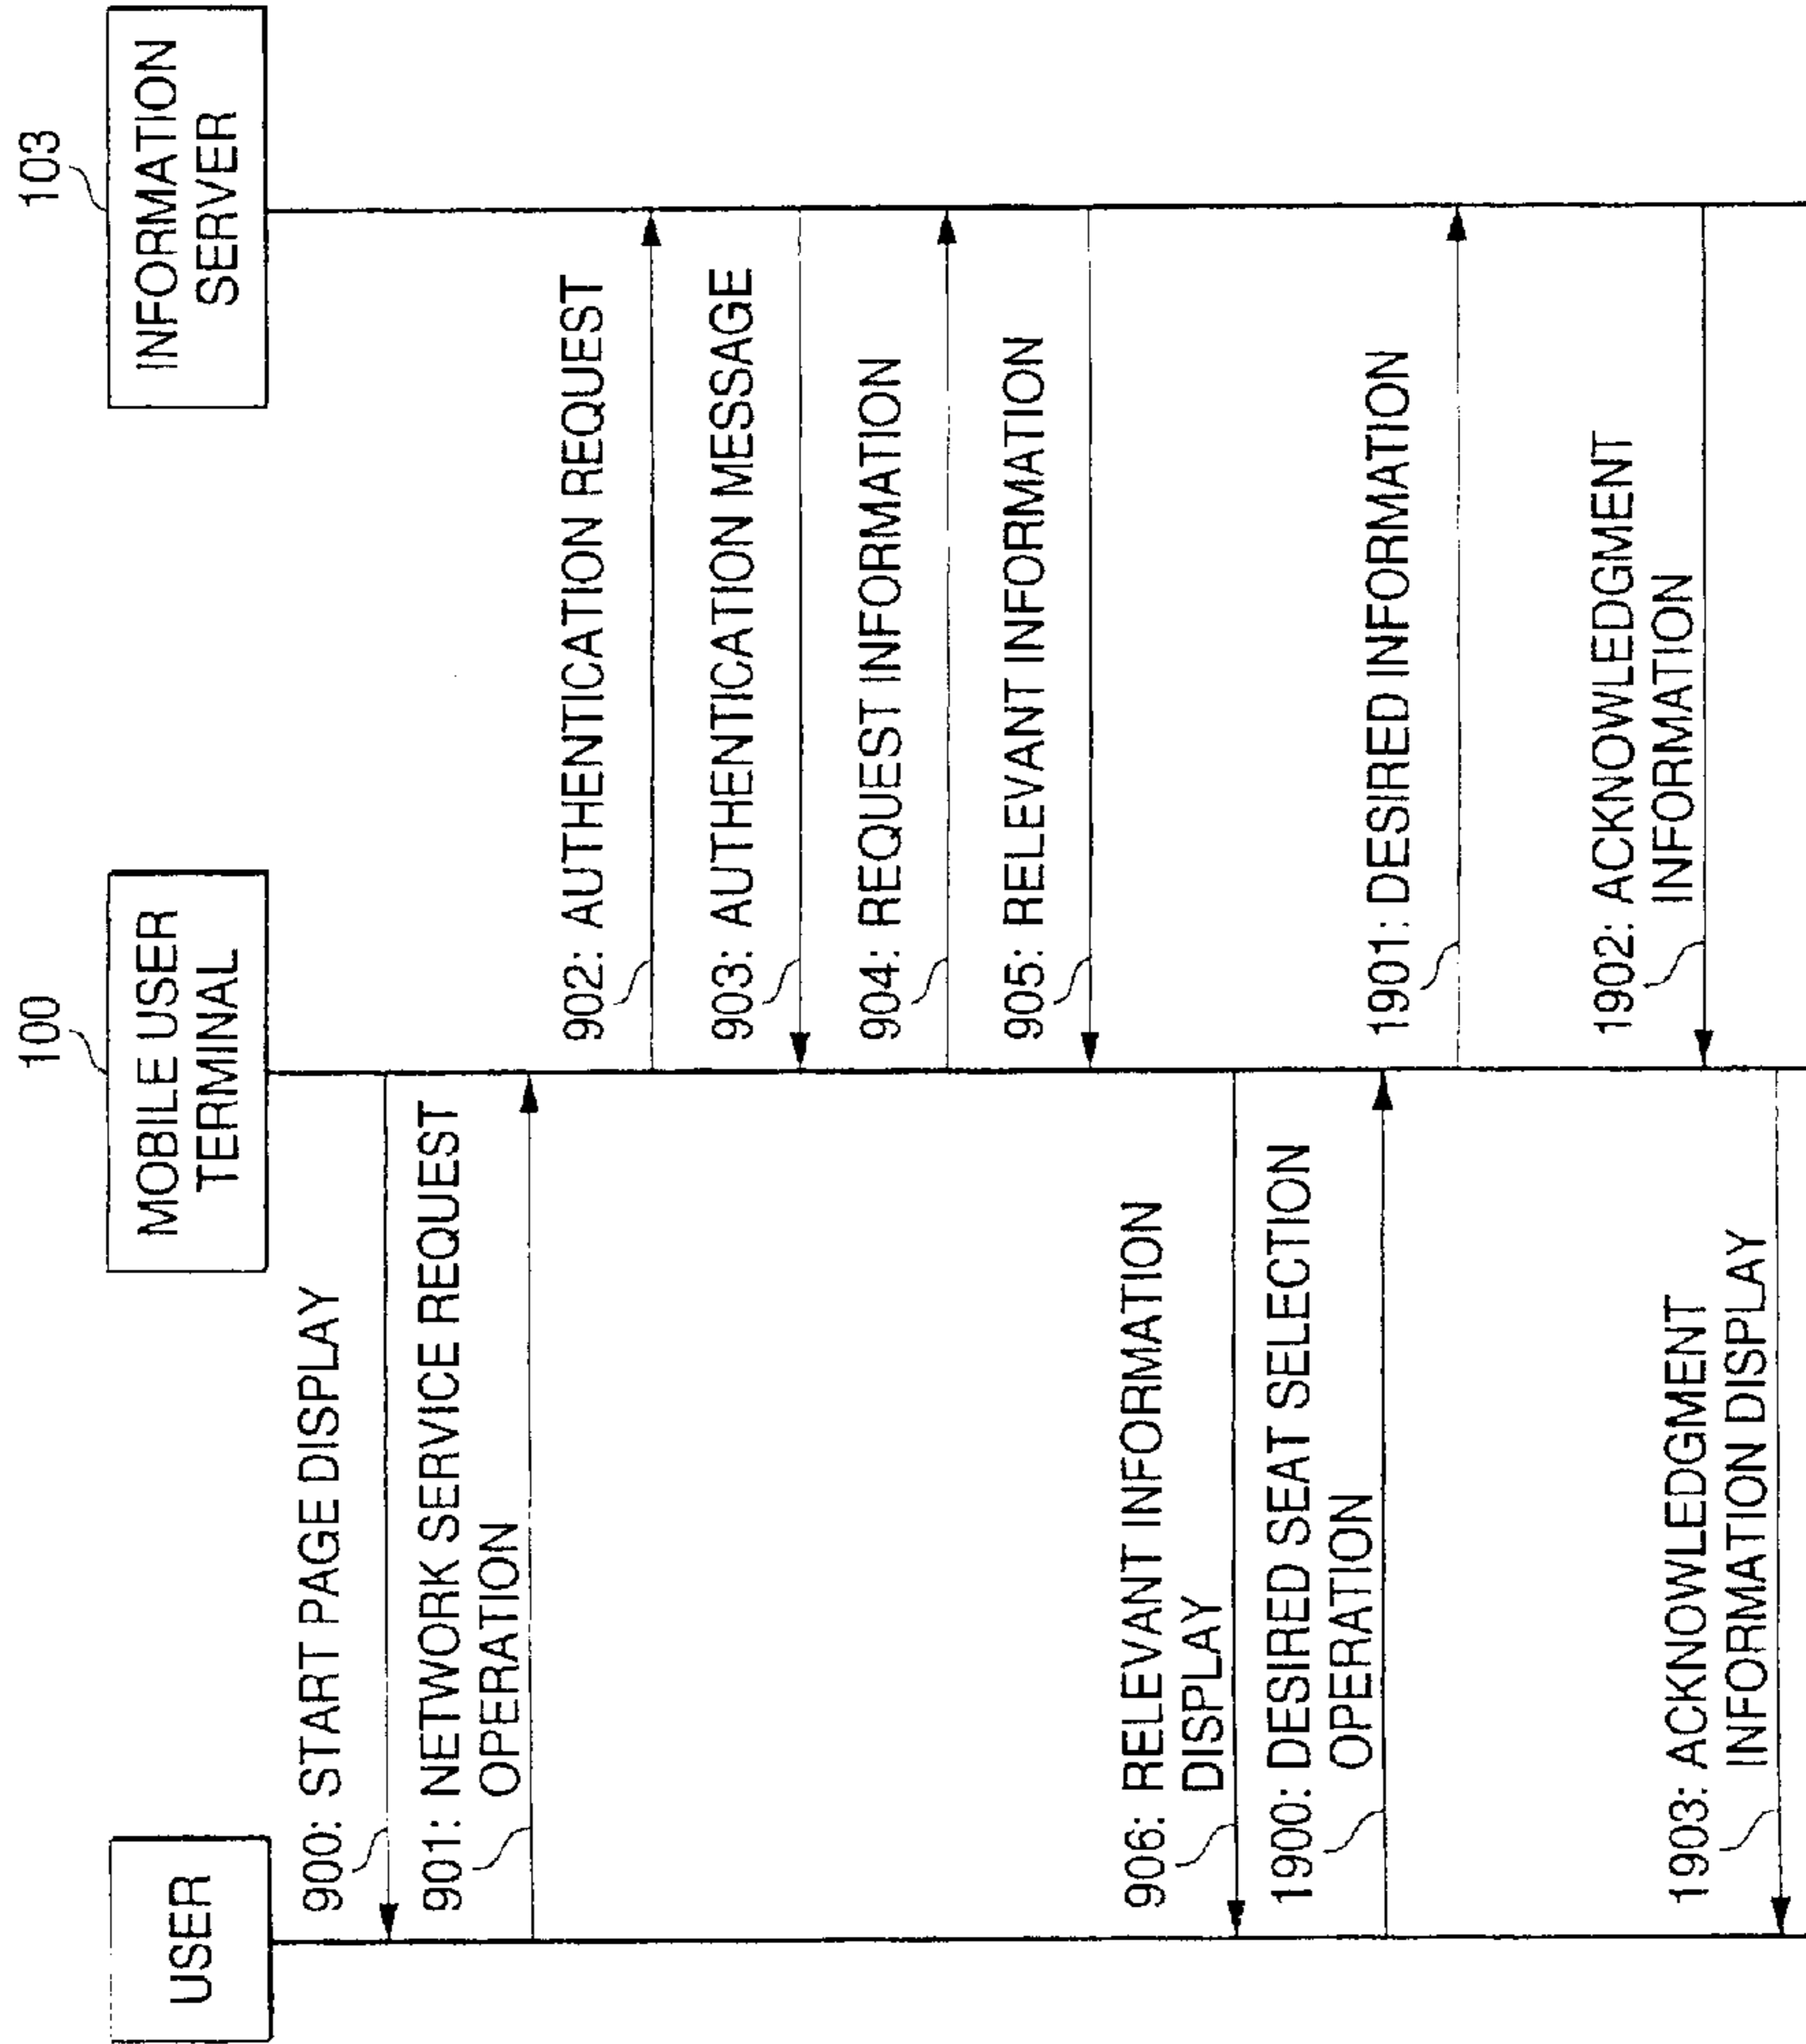 USER
100
MOBILE USER
TERMINAL
103
INFORMATION
SERVER
900: START PAGE DISPLAY
901: NETWORK SERVICE REQUEST
OPERATION
902: AUTHENTICATION REQUEST
903: AUTHENTICATION MESSAGE
904: REQUEST INFORMATION
905: RELEVANT INFORMATION
906: RELEVANT INFORMATION
DISPLAY
1900: DESIRED SEAT SELECTION
OPERATION
1901: DESIRED INFORMATION
1902: ACKNOWLEDGMENT
INFORMATION
1903: ACKNOWLEDGMENT
INFORMATION DISPLAY